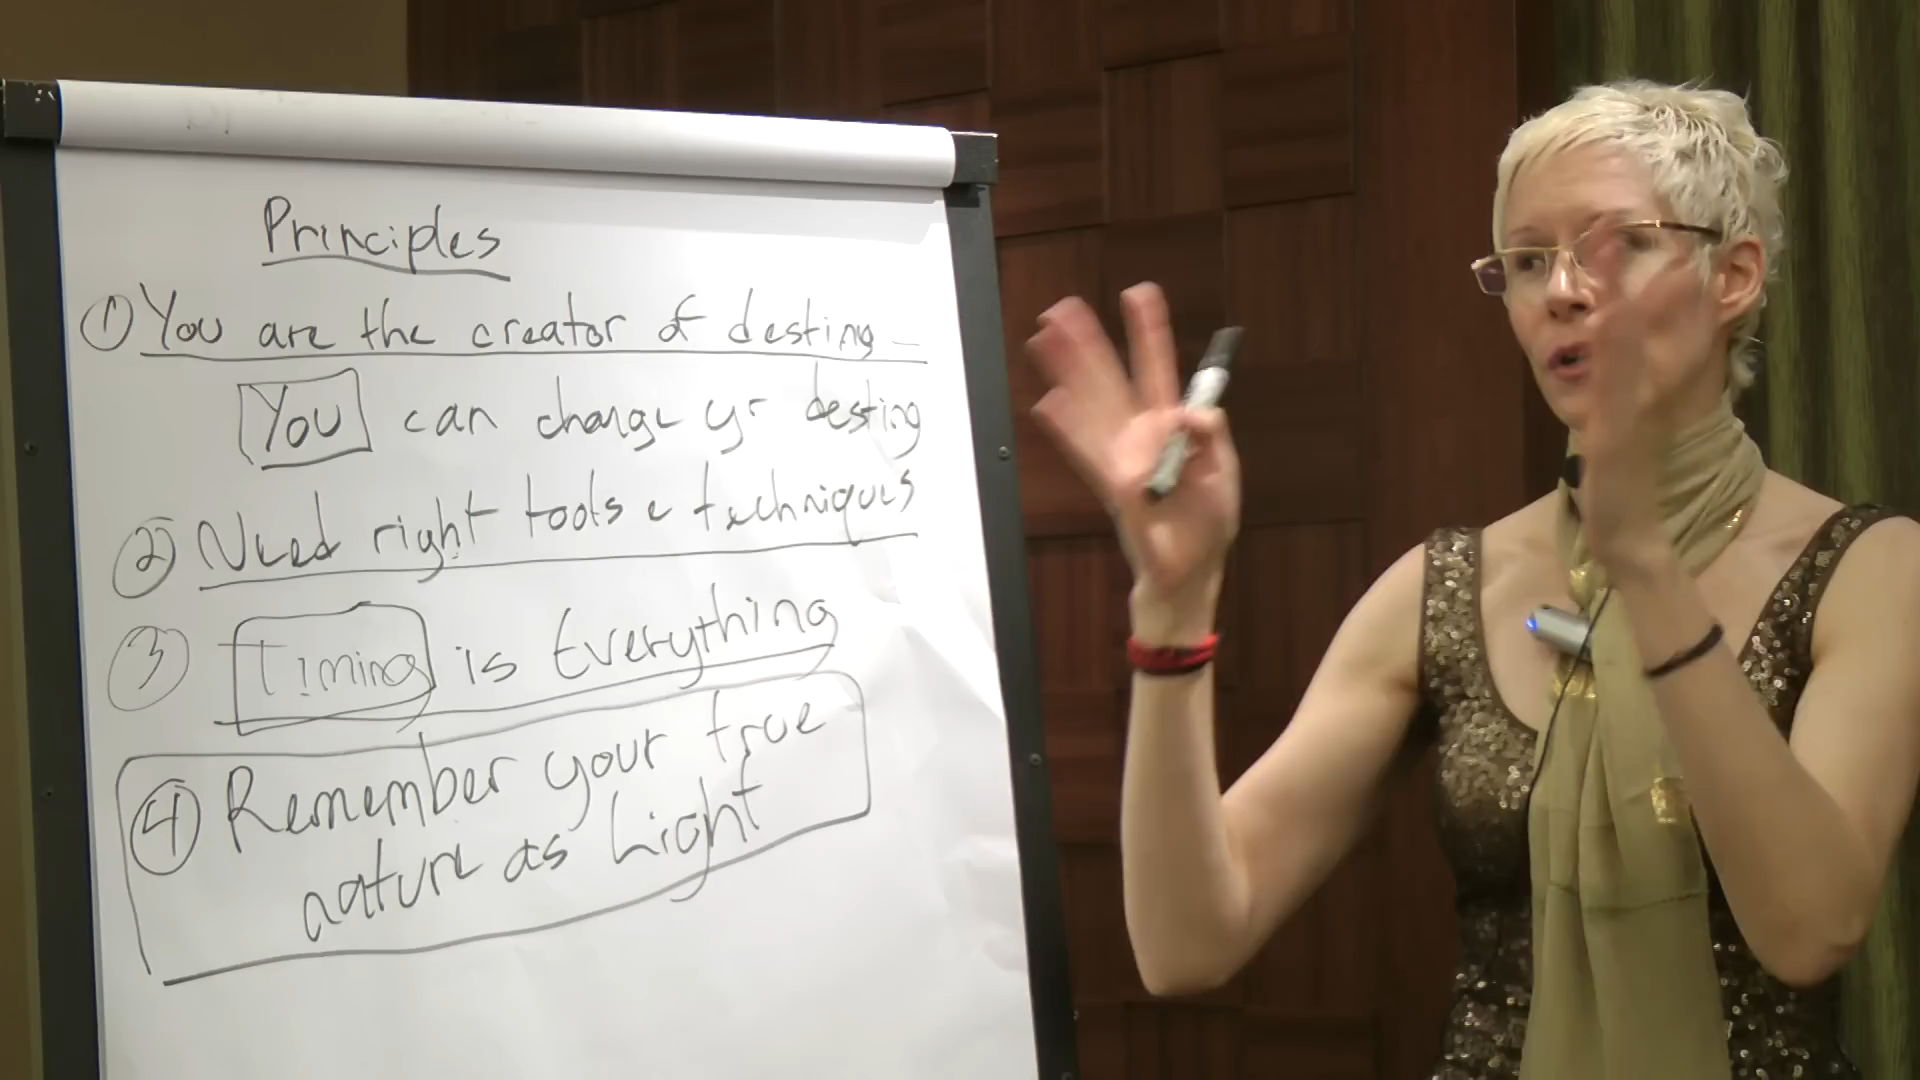 Principles
① You are the creator of destiny
You can change yr destiny
② Need right tools & techniques
③ Timing is Everything
④ Remember your true
nature as Light